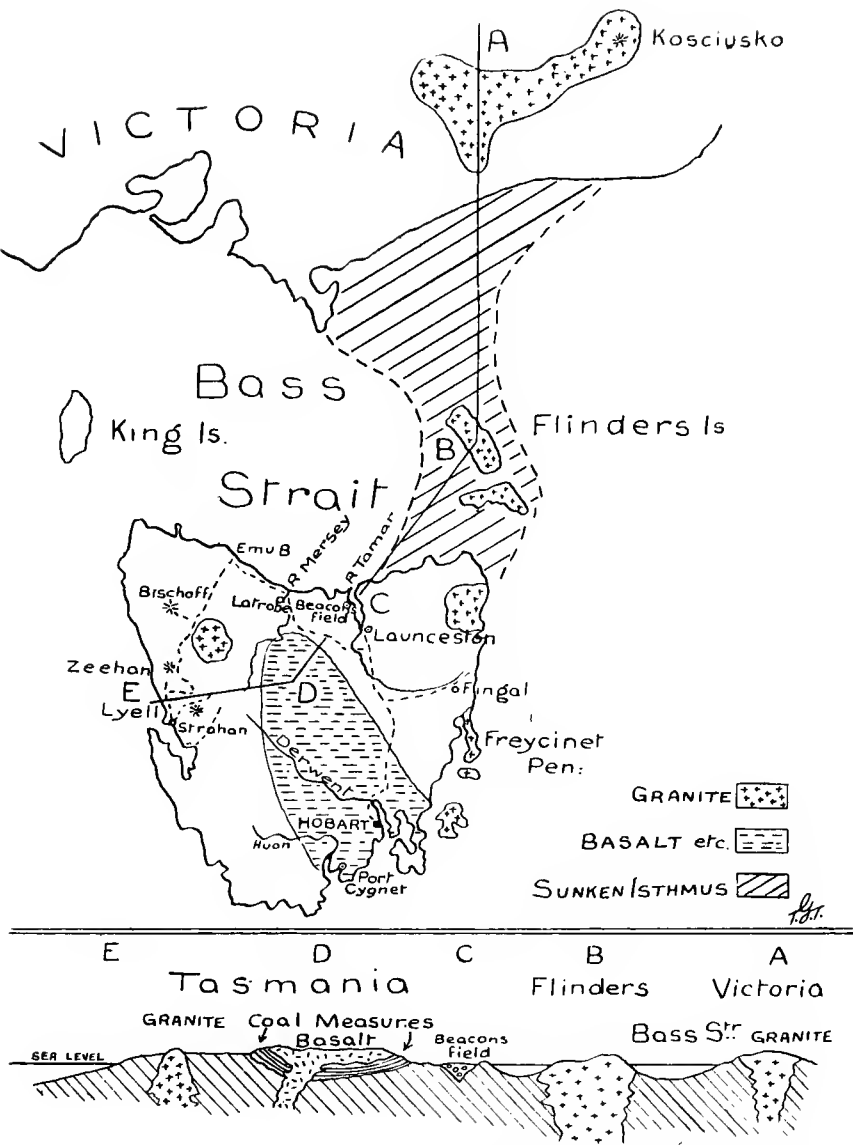 A
Kosciusko
VICTORIA
Bass
Strait
King Is.
Flinders Is
B
Emu B
R Mersey
R Tamar
Bischoff
Latrobe
Beacons
field
C
Launceston
Zeehan
E
D
Fingal
Lyell
Strahan
Freycinet
Pen:
Derwent
HOBART
Huon
Port
Cygnet
GRANITE
BASALT etc.
SUNKEN ISTHMUS
T.G.T.
E D C B A
Tasmania Flinders Victoria
GRANITE Coal Measures Beacons Bass Str. GRANITE
Basalt field
SEA LEVEL